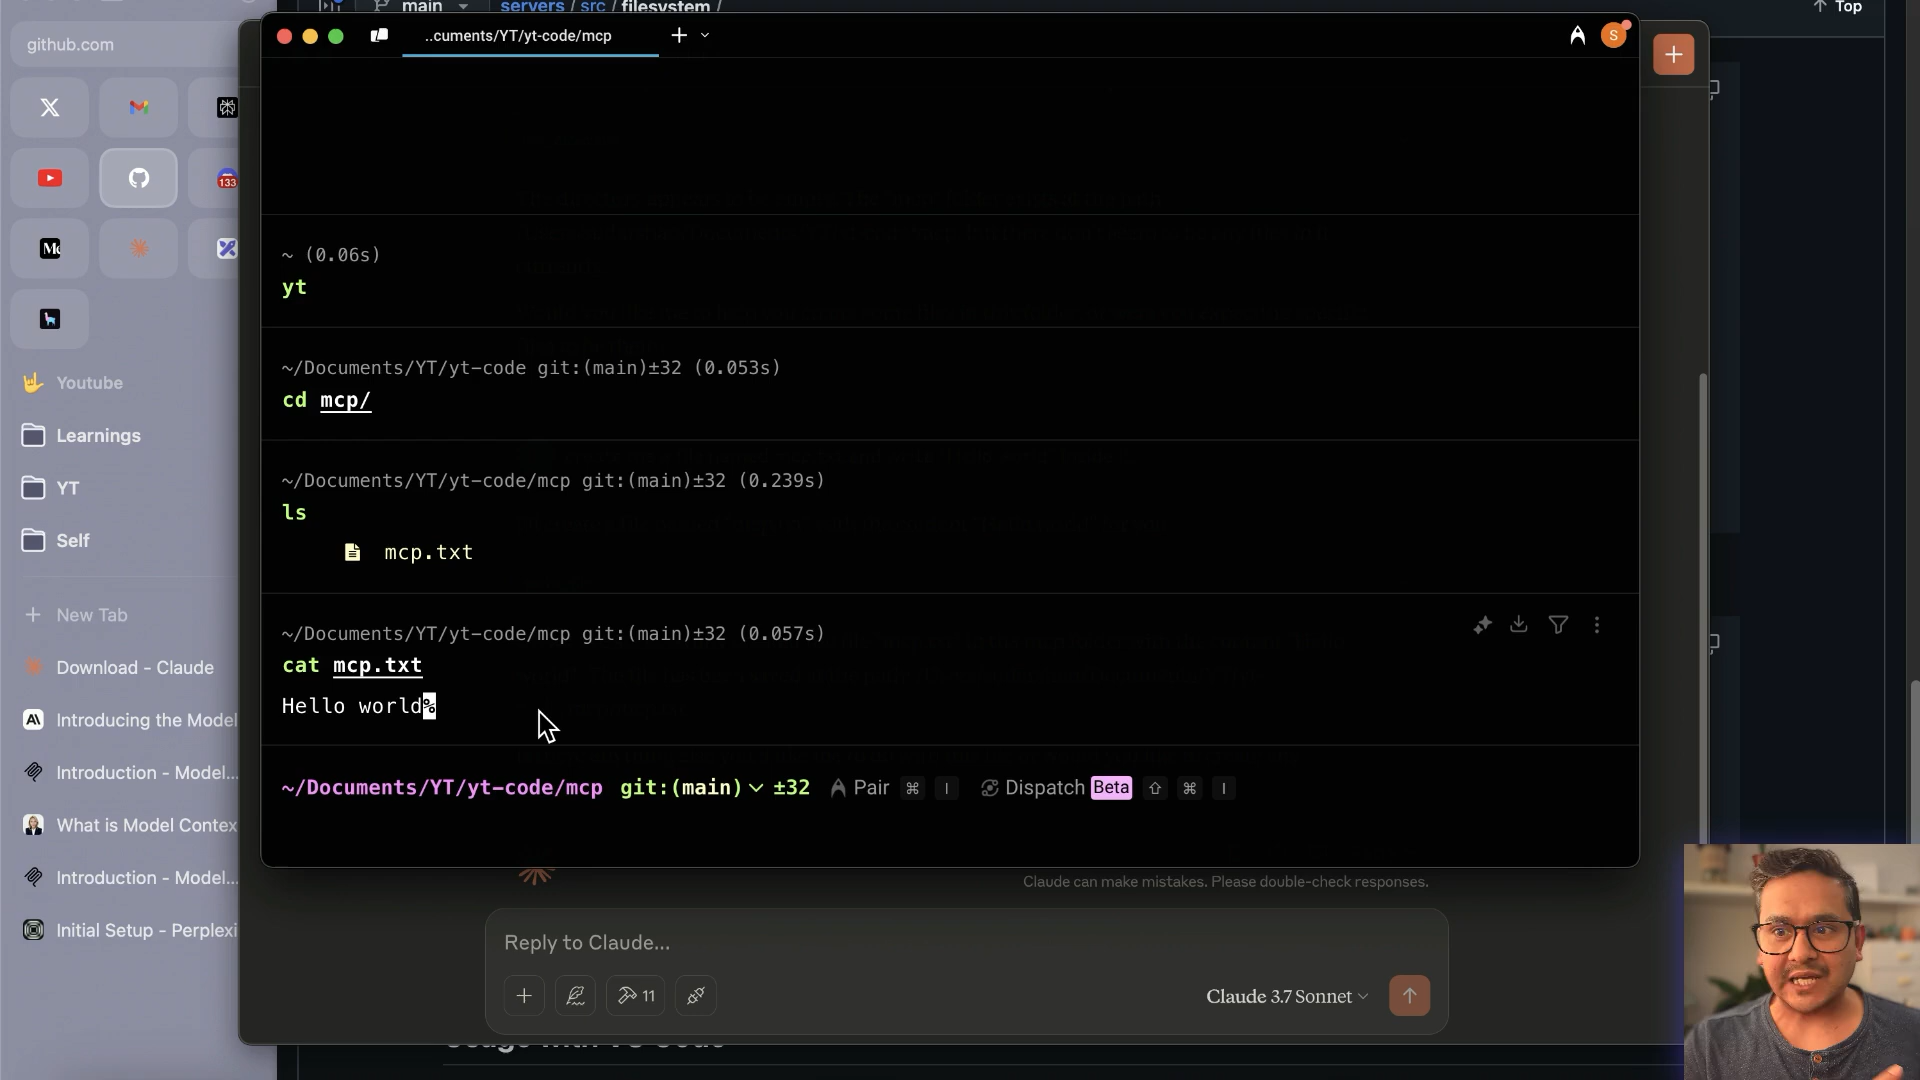 main
servers / src / filesystem /
Top
github.com
..cuments/YT/yt-code/mcp
S
133
~ (0.06s)
yt
~/Documents/YT/yt-code git:(main)±32 (0.053s)
cd mcp/
~/Documents/YT/yt-code/mcp git:(main)±32 (0.239s)
ls
mcp.txt
~/Documents/YT/yt-code/mcp git:(main)±32 (0.057s)
cat mcp.txt
Hello world%
~/Documents/YT/yt-code/mcp git:(main) ±32 Pair ⌘ I Dispatch Beta ⇧ ⌘ I
Youtube
Learnings
YT
Self
New Tab
Download - Claude
Introducing the Model
Introduction - Model...
What is Model Contex
Introduction - Model...
Initial Setup - Perplexi
Claude can make mistakes. Please double-check responses.
Reply to Claude...
11
Claude 3.7 Sonnet